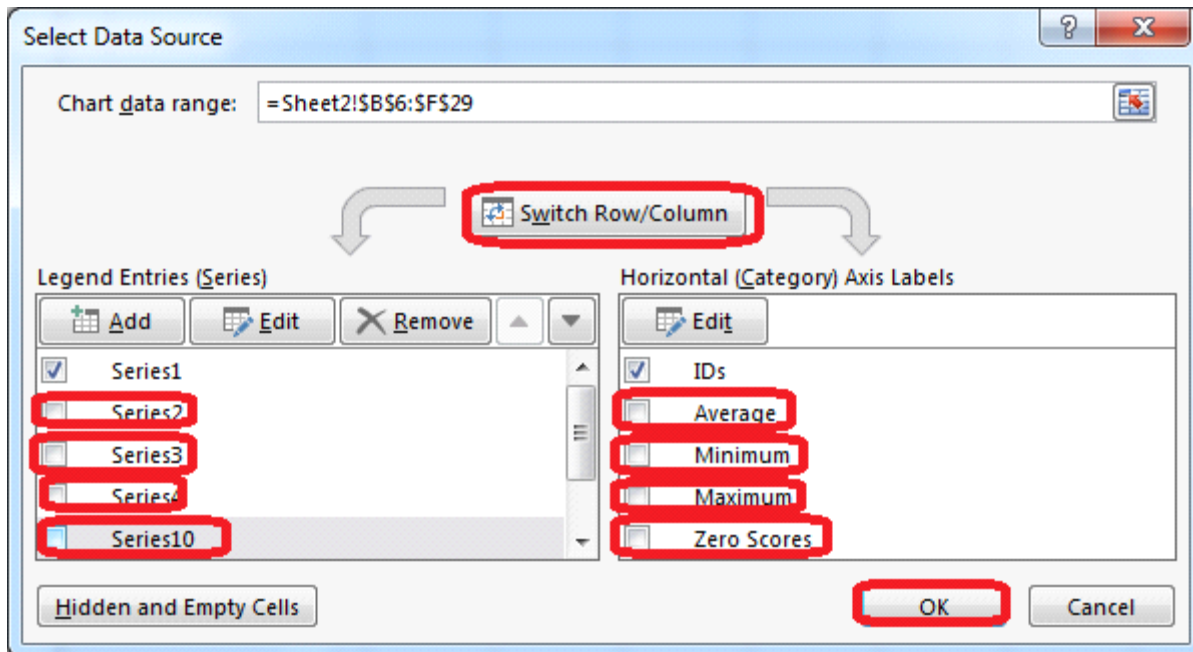 Select Data Source
Chart data range: =Sheet2!$B$6:$F$29
Switch Row/Column
Legend Entries (Series)
Add Edit Remove
Series1
Series2
Series3
Series4
Series10
Horizontal (Category) Axis Labels
Edit
IDs
Average
Minimum
Maximum
Zero Scores
Hidden and Empty Cells
OK Cancel